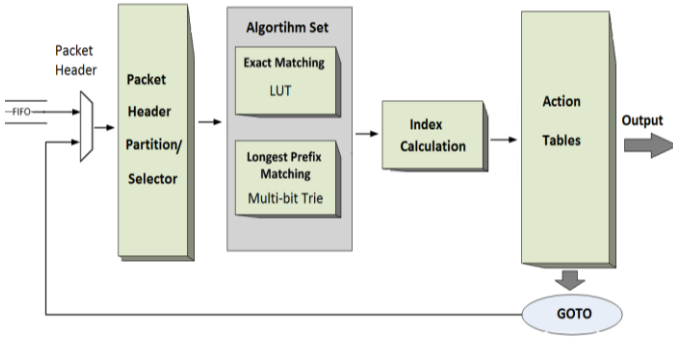 Packet
Header
FIFO
Packet
Header
Partition/
Selector
Algortihm Set
Exact Matching
LUT
Longest Prefix
Matching
Multi-bit Trie
Index
Calculation
Action
Tables
Output
GOTO